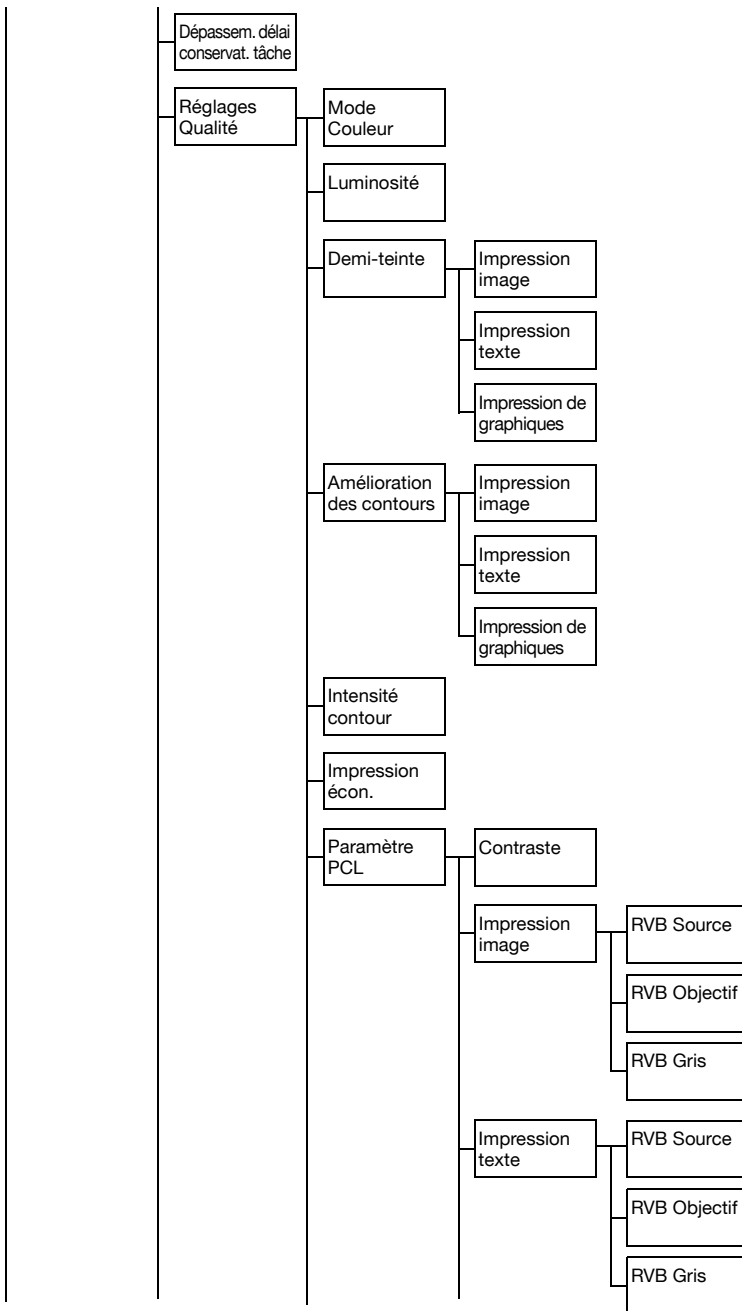 Dépassem. délai
conservat. tâche
Réglages
Qualité
Mode
Couleur
Luminosité
Demi-teinte
Impression
image
Impression
texte
Impression de
graphiques
Amélioration
des contours
Impression
image
Impression
texte
Impression de
graphiques
Intensité
contour
Impression
écon.
Paramètre
PCL
Contraste
Impression
image
RVB Source
RVB Objectif
RVB Gris
Impression
texte
RVB Source
RVB Objectif
RVB Gris